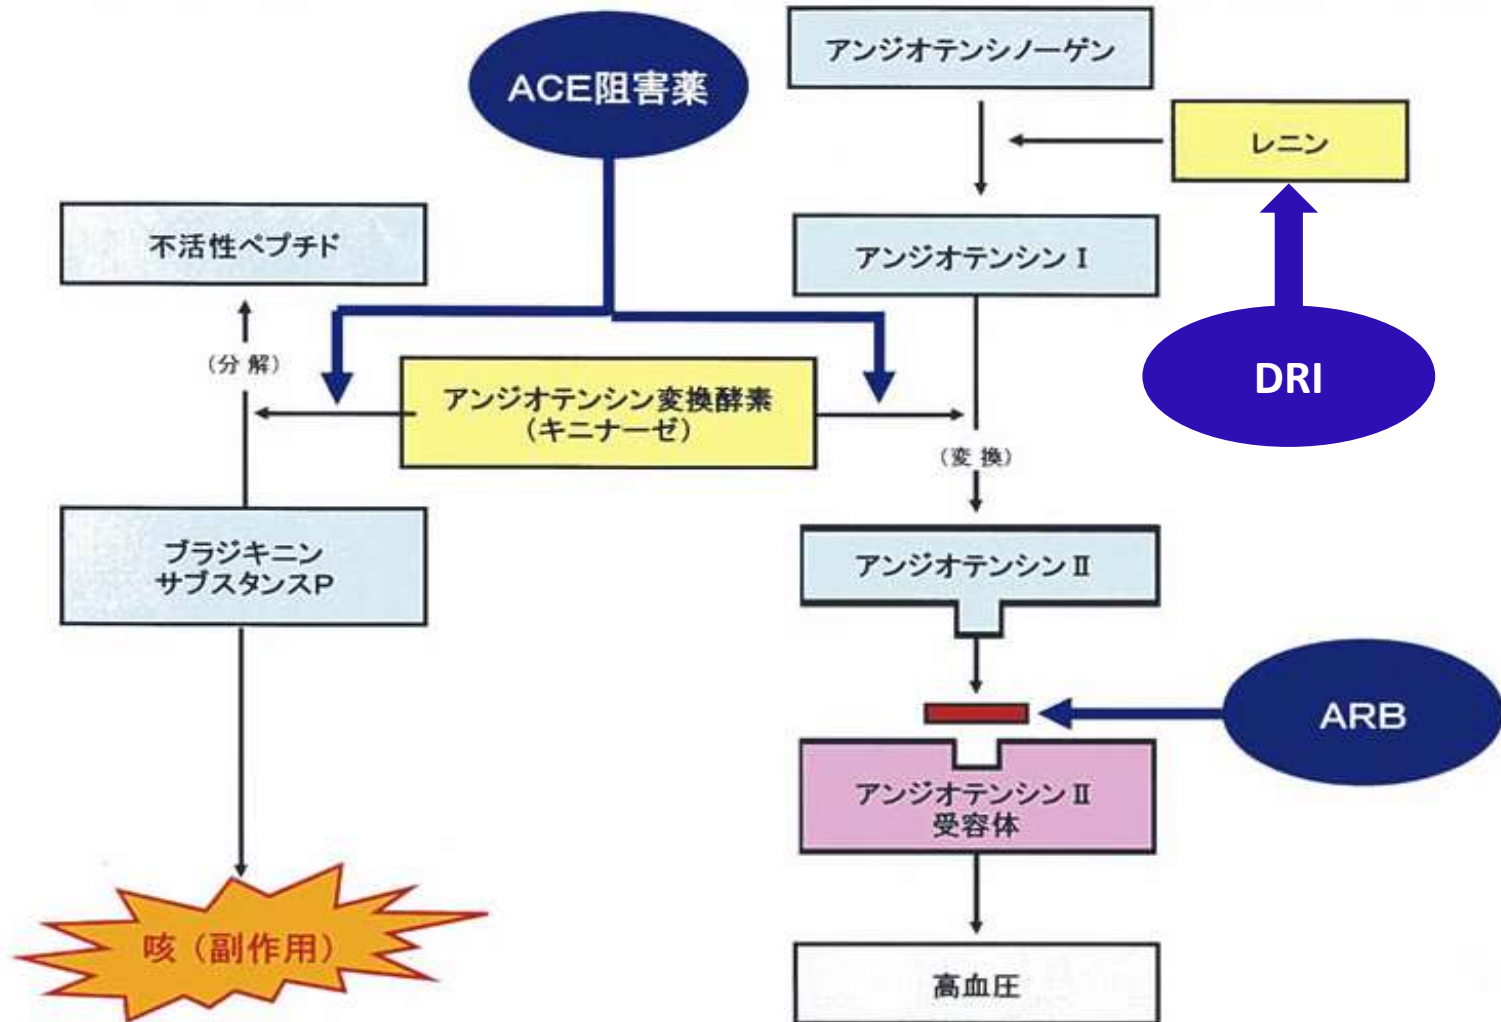 ACE阻害薬
アンジオテンシノーゲン
レニン
不活性ペプチド
アンジオテンシンⅠ
(分解)
アンジオテンシン変換酵素
(キニナーゼ)
DRI
(変換)
ブラジキニン
サブスタンスP
アンジオテンシンⅡ
ARB
アンジオテンシンⅡ
受容体
咳(副作用)
高血圧